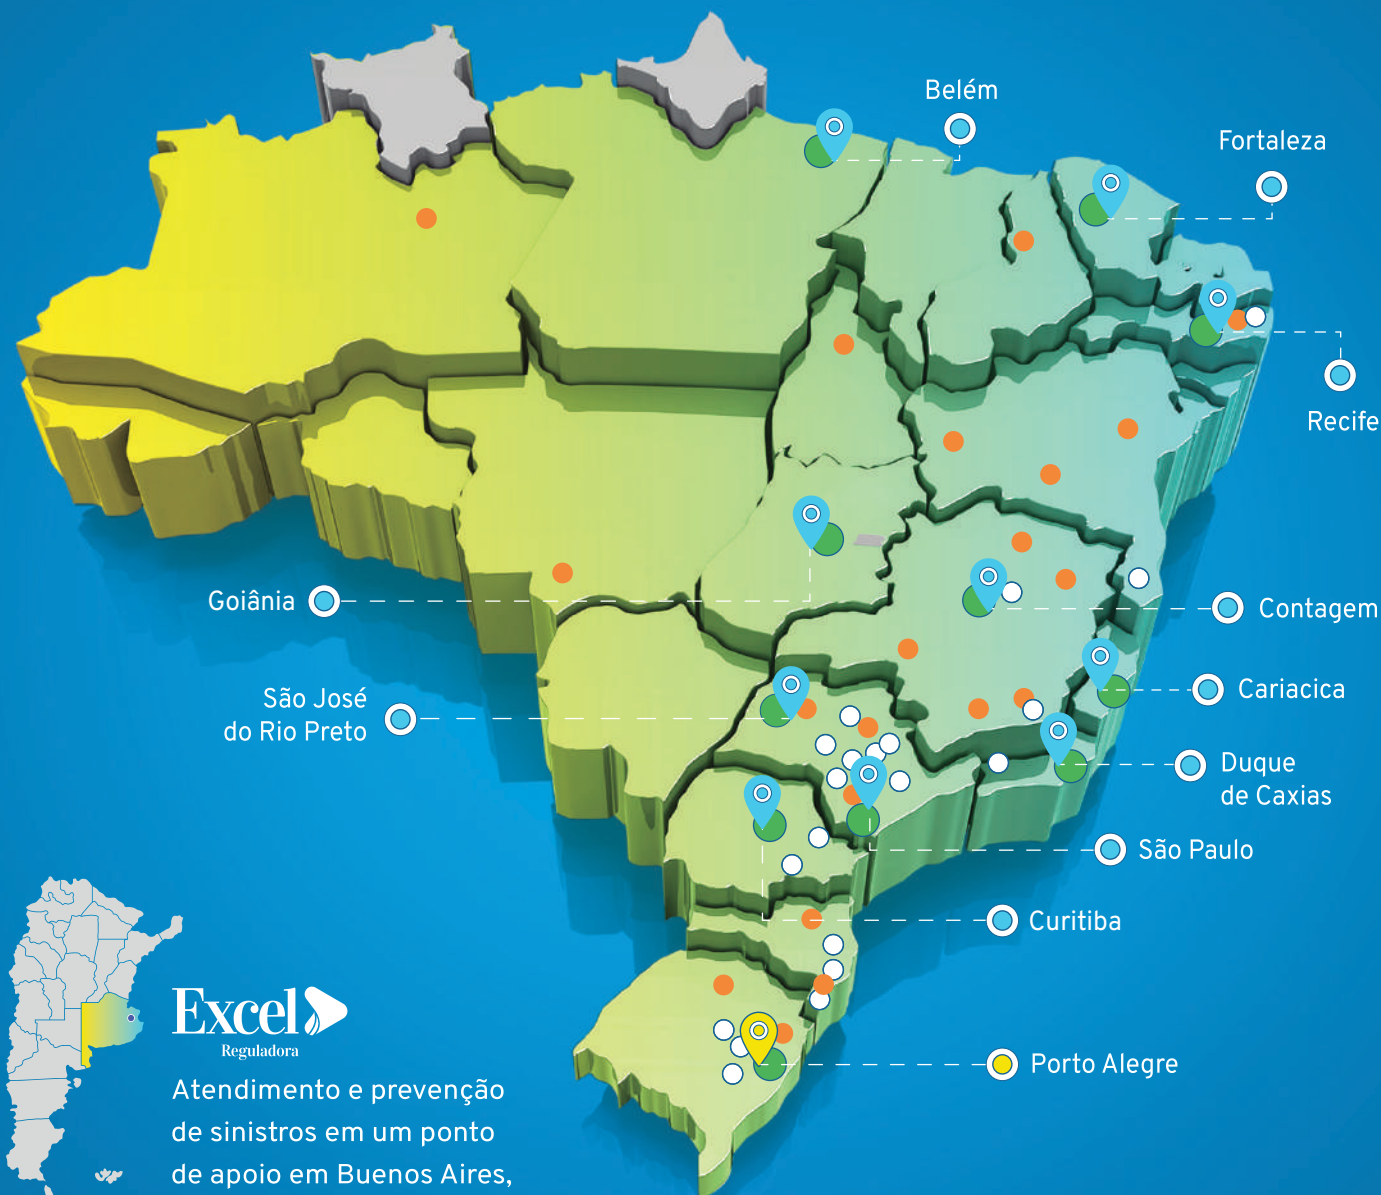 Belém
Fortaleza
Recife
Goiânia
Contagem
São José
do Rio Preto
Cariacica
Duque
de Caxias
São Paulo
Curitiba
Porto Alegre
Excel
Reguladora
Atendimento e prevenção
de sinistros em um ponto
de apoio em Buenos Aires,